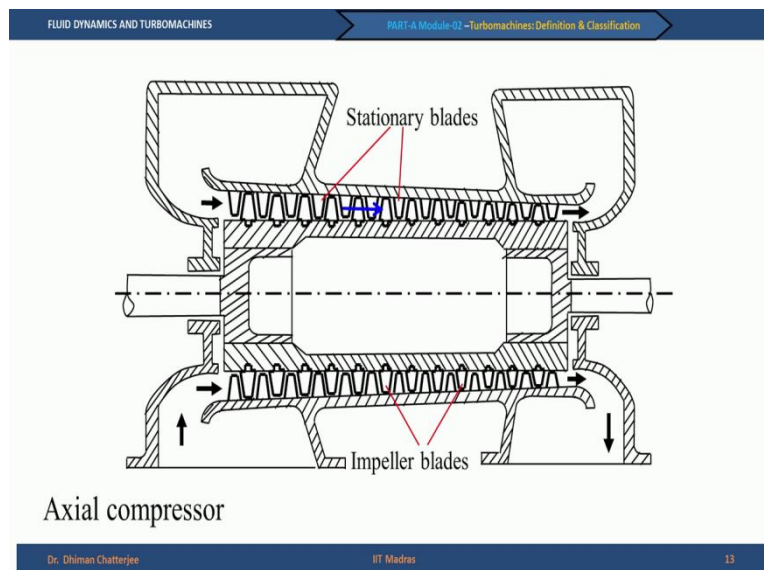 FLUID DYNAMICS AND TURBOMACHINES
PART-A Module-02 –Turbomachines: Definition & Classification
Stationary blades
Impeller blades
Axial compressor
Dr. Dhiman Chatterjee
IIT Madras
13